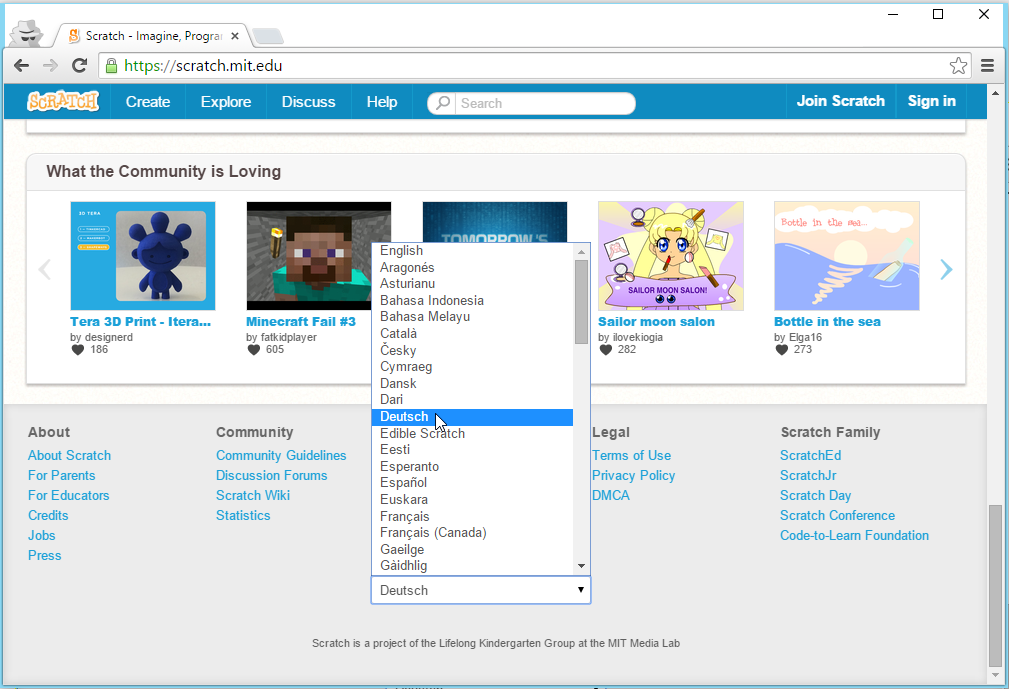 Scratch - Imagine, Progra
https://scratch.mit.edu
SCRATCH
Create
Explore
Discuss
Help
Search
Join Scratch
Sign in
What the Community is Loving
3D TERA
TOMORROW'S
SAILOR MOON SALON!
Bottle in the sea...
Tera 3D Print - Itera...
by designerd
186
Minecraft Fail #3
by fatkidplayer
605
Sailor moon salon
by ilovekiogia
282
Bottle in the sea
by Elga16
273
English
Aragonés
Asturianu
Bahasa Indonesia
Bahasa Melayu
Català
Česky
Cymraeg
Dansk
Dari
Deutsch
Edible Scratch
Eesti
Esperanto
Español
Euskara
Français
Français (Canada)
Gaeilge
Gàidhlig
Deutsch
About
About Scratch
For Parents
For Educators
Credits
Jobs
Press
Community
Community Guidelines
Discussion Forums
Scratch Wiki
Statistics
Legal
Terms of Use
Privacy Policy
DMCA
Scratch Family
ScratchEd
ScratchJr
Scratch Day
Scratch Conference
Code-to-Learn Foundation
Scratch is a project of the Lifelong Kindergarten Group at the MIT Media Lab